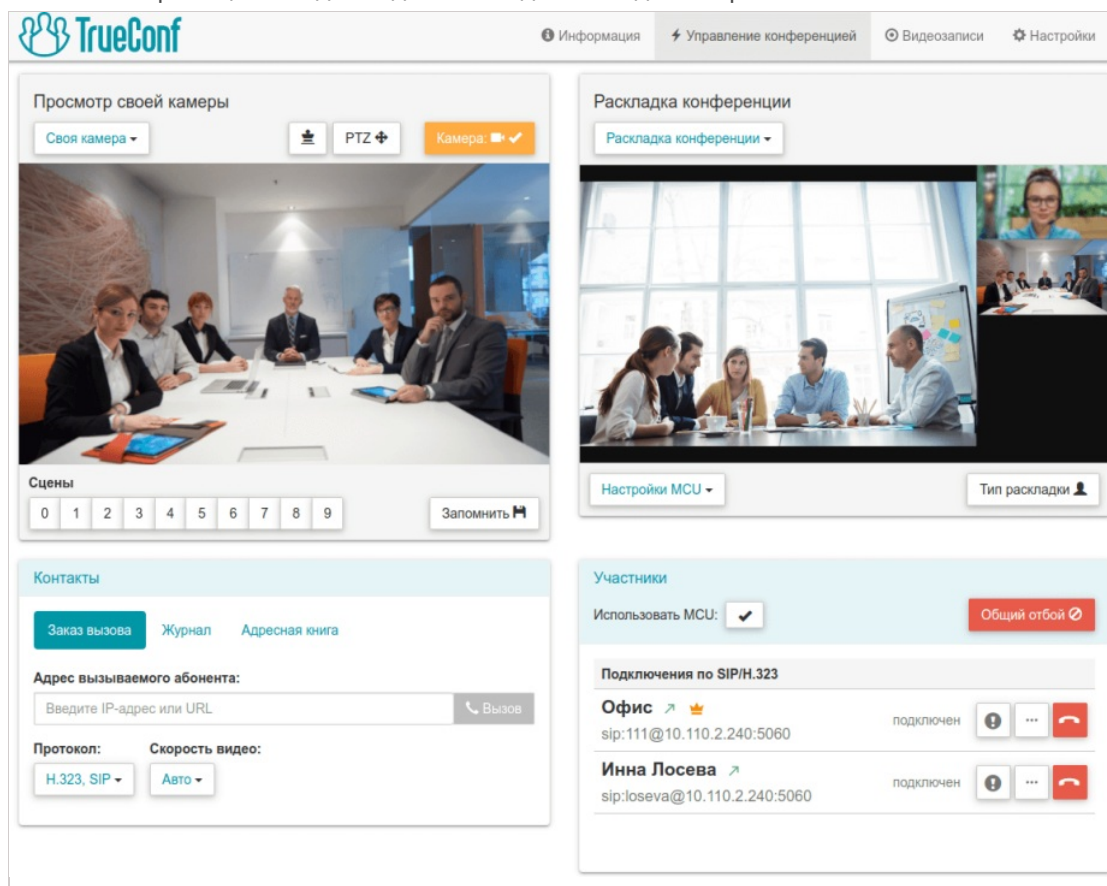 TrueConf
Информация
Управление конференцией
Видеозаписи
Настройки
Просмотр своей камеры
Своя камера
PTZ
Камера:
Сцены
0 1 2 3 4 5 6 7 8 9
Запомнить
Раскладка конференции
Раскладка конференции
Настройки MCU
Тип раскладки
Контакты
Заказ вызова
Журнал
Адресная книга
Адрес вызываемого абонента:
Введите IP-адрес или URL
Вызов
Протокол:
Скорость видео:
H.323, SIP
Авто
Участники
Использовать MCU:
Общий отбой
Подключения по SIP/H.323
Офис
подключен
sip:111@10.110.2.240:5060
Инна Лосева
подключен
sip:loseva@10.110.2.240:5060